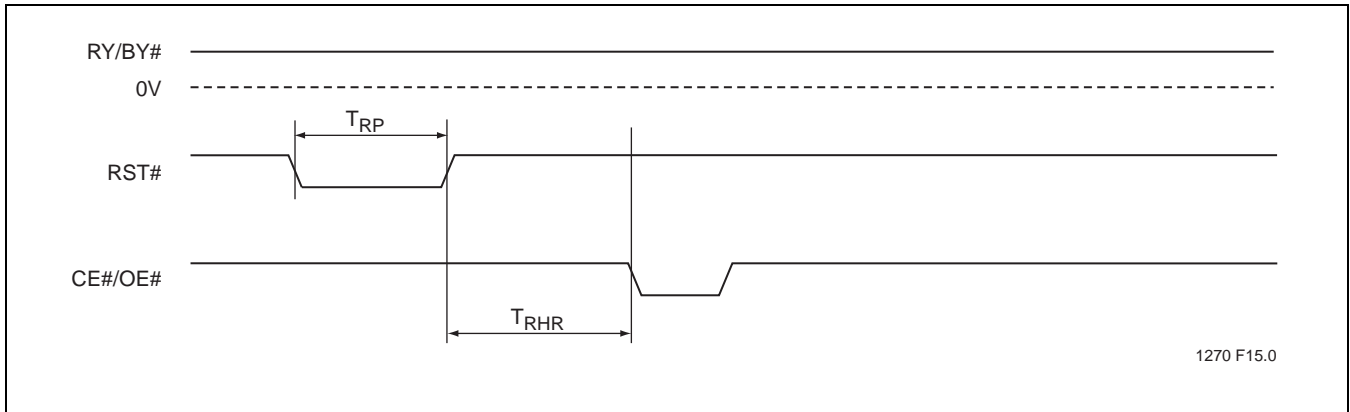 RY/BY#
0V
T_RP
RST#
CE#/OE#
T_RHR
1270 F15.0